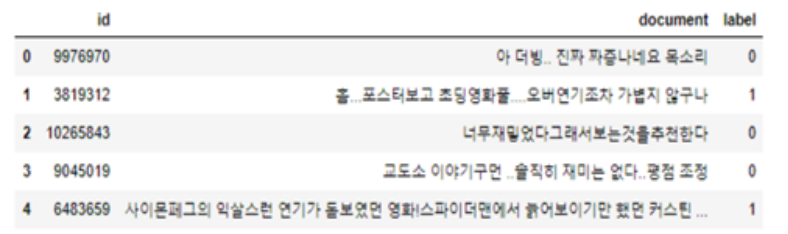 id document label
0 9976970 아 더빙.. 진짜 짜증나네요 목소리 0
1 3819312 흠...포스터보고 초딩영화줄....오버연기조차 가볍지 않구나 1
2 10265843 너무재밓었다그래서보는것을추천한다 0
3 9045019 교도소 이야기구먼 ..솔직히 재미는 없다..평점 조정 0
4 6483659 사이몬페그의 익살스런 연기가 돋보였던 영화!스파이더맨에서 늙어보이기만 했던 커스틴 ... 1